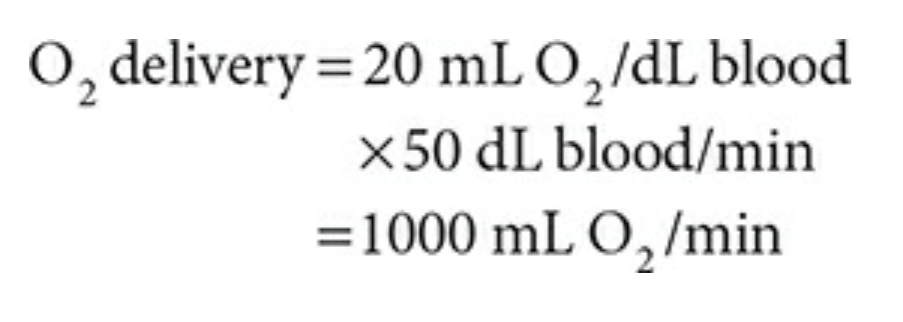 O₂ delivery = 20 mL O₂/dL blood
×50 dL blood/min
=1000 mL O₂/min